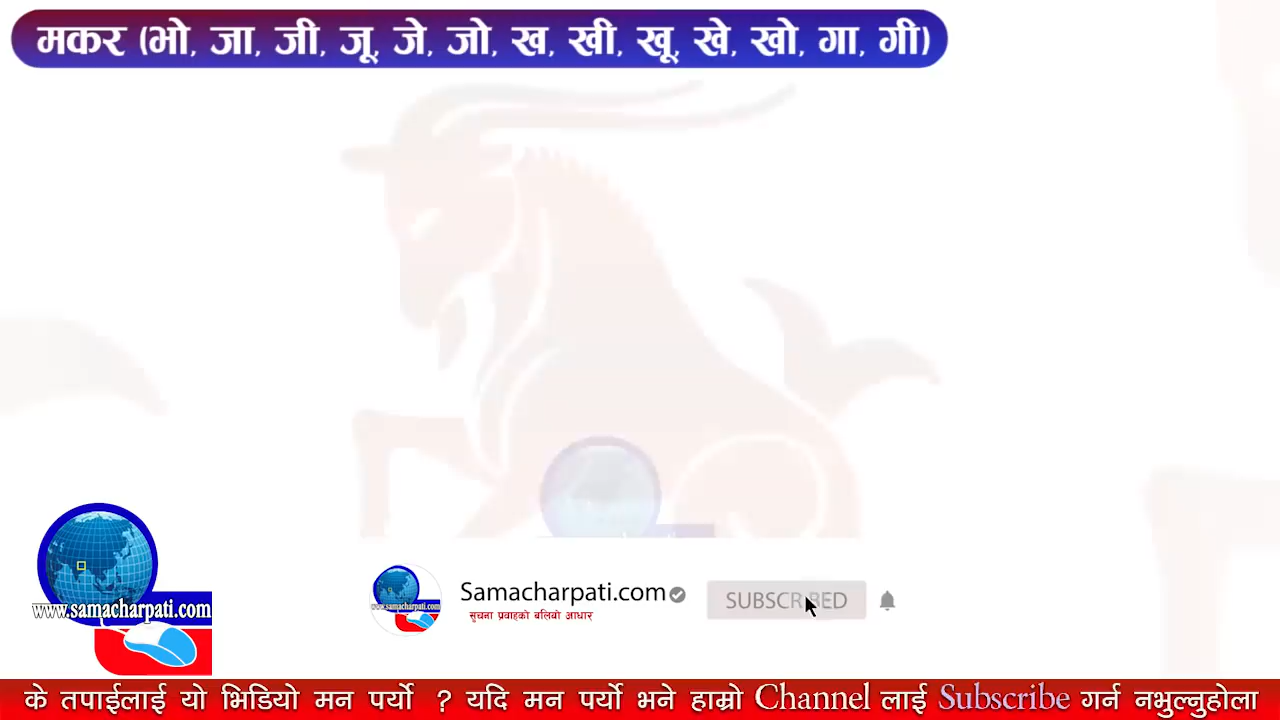 मकर (भो, जा, जी, जू, जे, जो, ख, खी, खू, खे, खो, गा, गी)
www.samacharpati.com
Samacharpati.com
सुचना प्रवाहको बलियो आधार
SUBSCRIBED
के तपाईलाई यो भिडियो मन पर्यो ? यदि मन पर्यो भने हाम्रो Channel लाई Subscribe गर्न नभुल्नुहोला